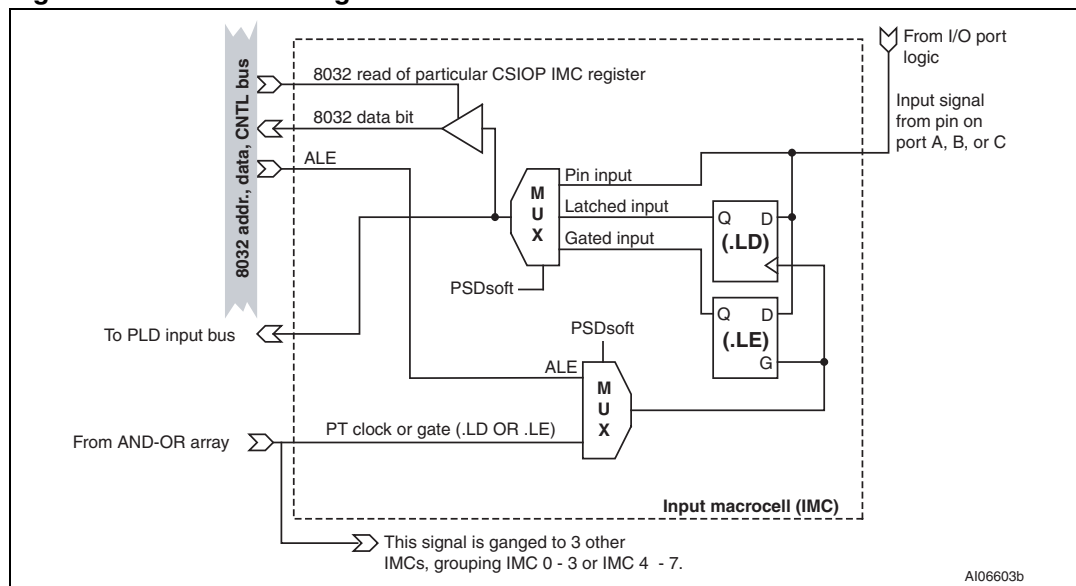 8032 addr., data, CNTL bus
8032 read of particular CSIOP IMC register
8032 data bit
ALE
From I/O port
logic
Input signal
from pin on
port A, B, or C
M
U
X
Pin input
Latched input
Gated input
Q D
(.LD)
PSDsoft
Q D
(.LE)
G
To PLD input bus
PSDsoft
ALE
M
U
X
From AND-OR array
PT clock or gate (.LD OR .LE)
Input macrocell (IMC)
This signal is ganged to 3 other
IMCs, grouping IMC 0 - 3 or IMC 4 - 7.
AI06603b